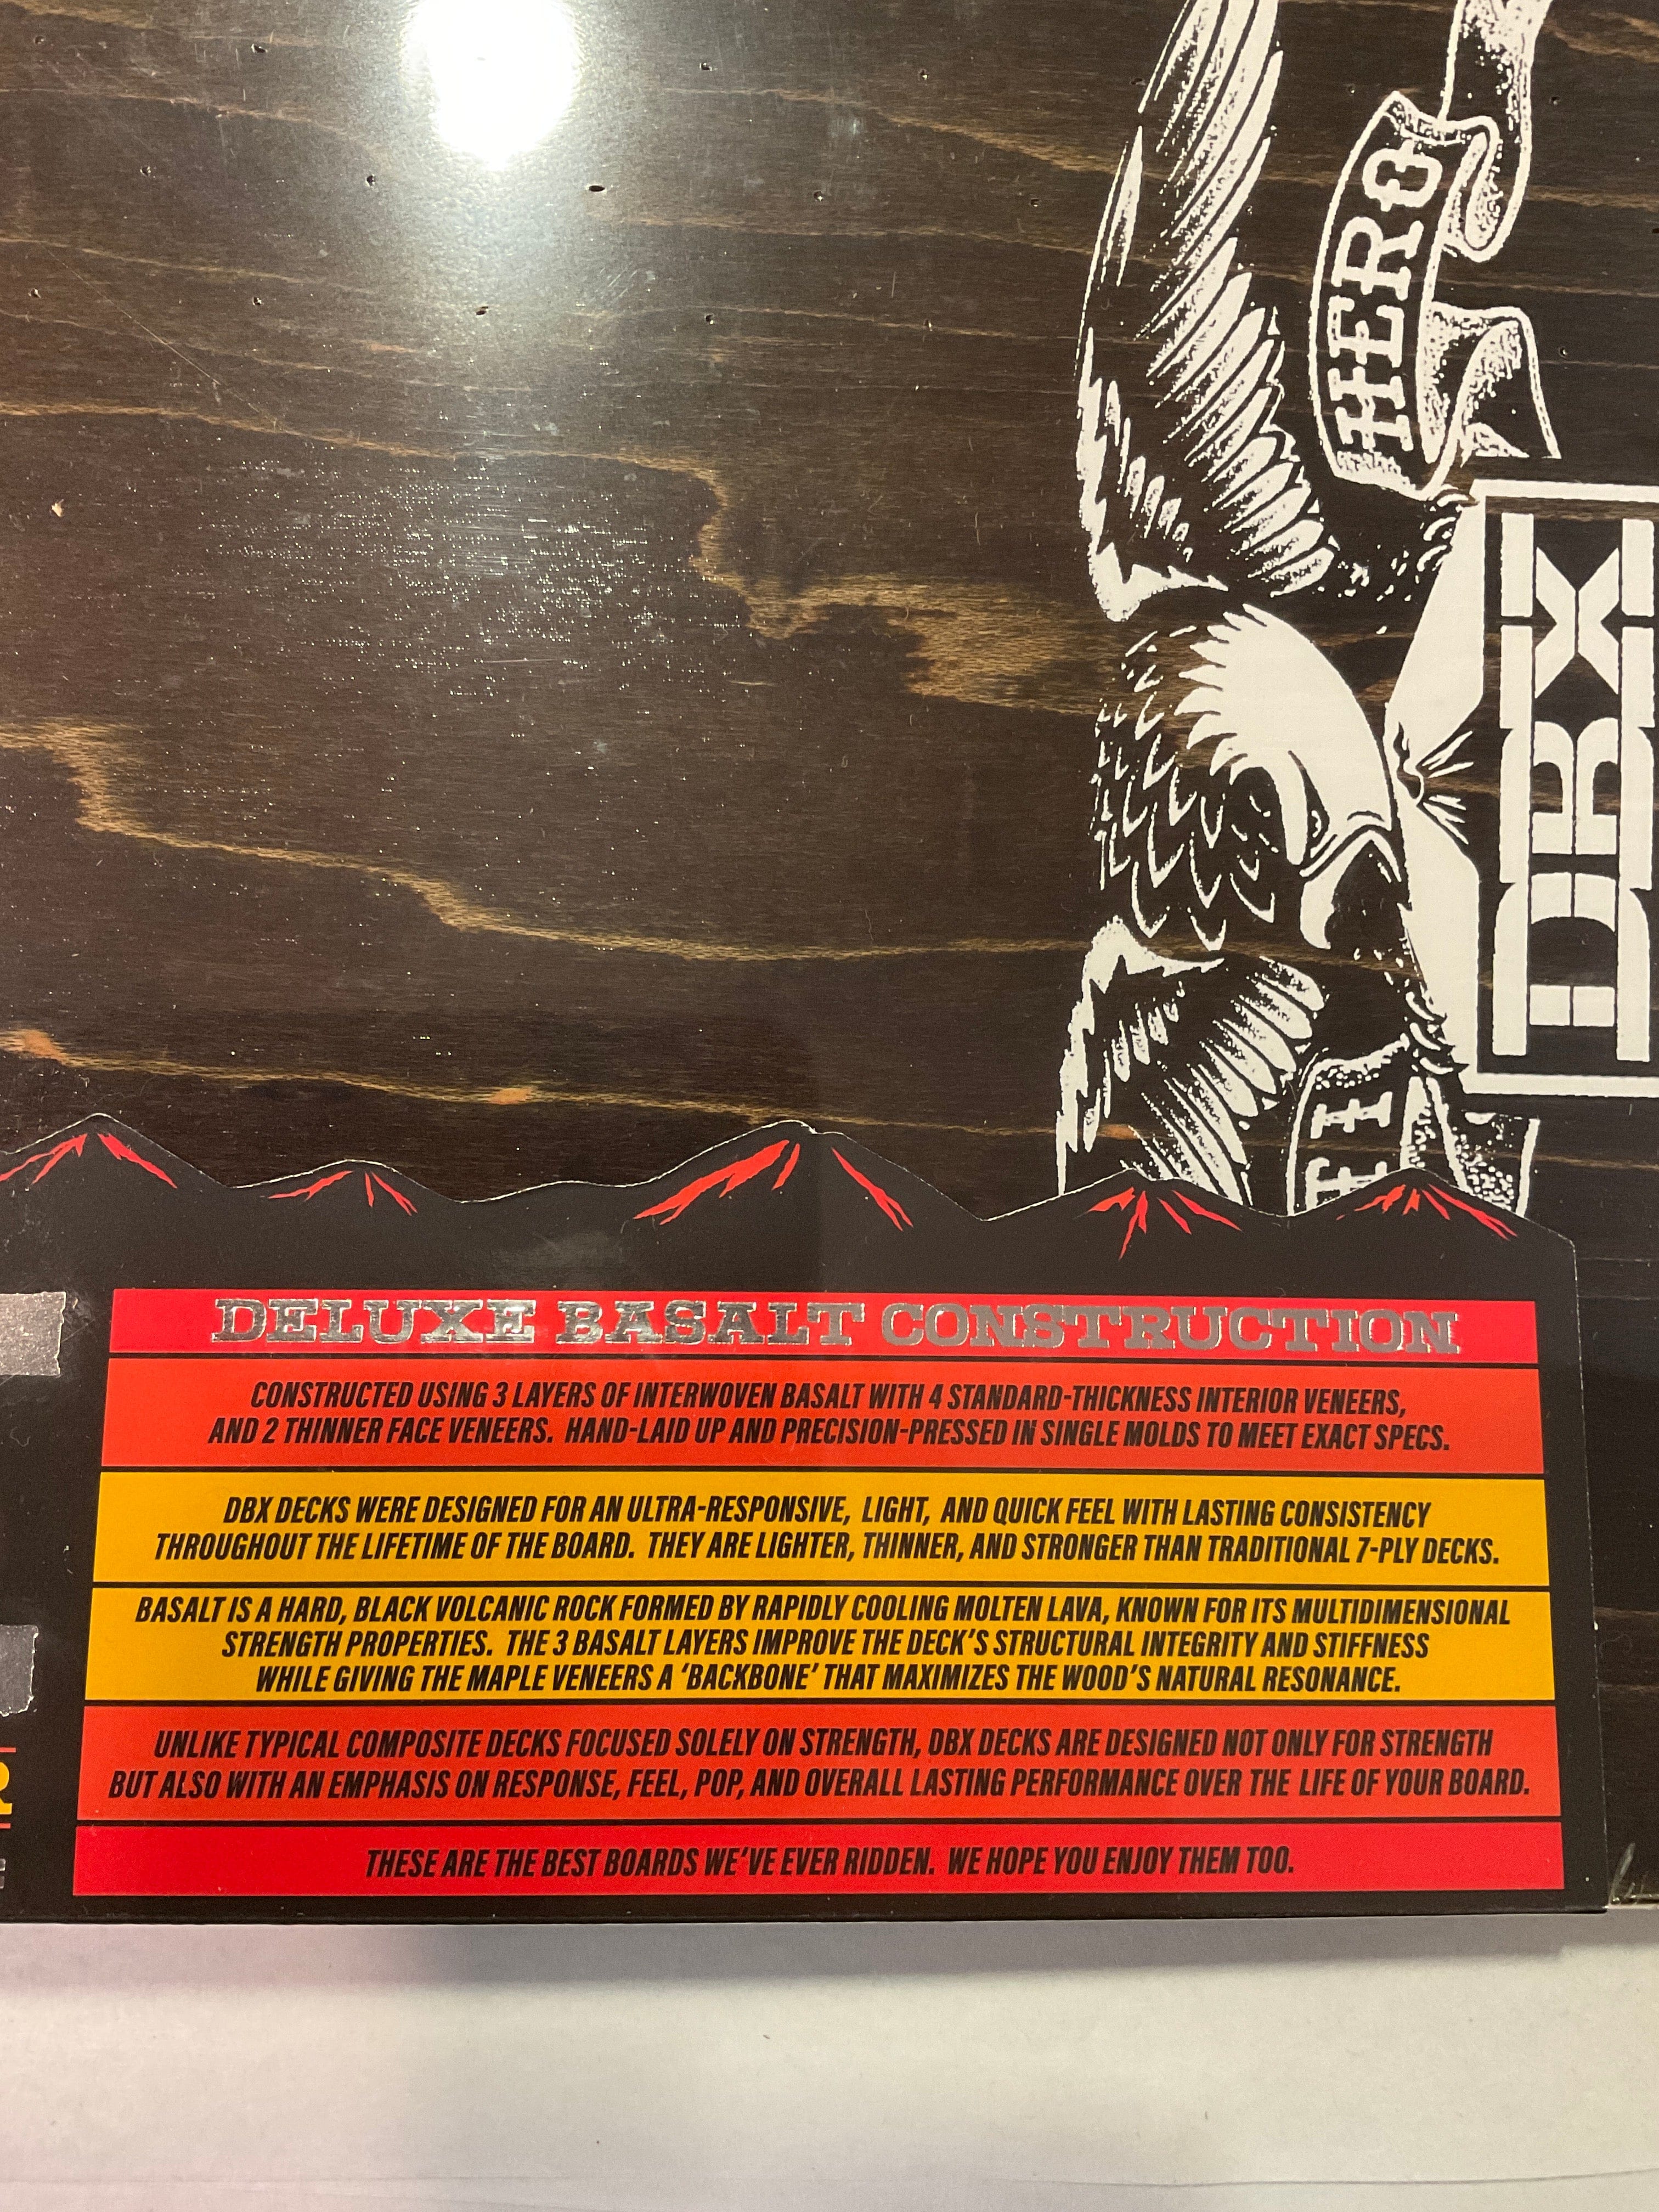 HERO
DBX
DELUXE BASALT CONSTRUCTION
CONSTRUCTED USING 3 LAYERS OF INTERWOVEN BASALT WITH 4 STANDARD-THICKNESS INTERIOR VENEERS,
AND 2 THINNER FACE VENEERS. HAND-LAID UP AND PRECISION-PRESSED IN SINGLE MOLDS TO MEET EXACT SPECS.
DBX DECKS WERE DESIGNED FOR AN ULTRA-RESPONSIVE, LIGHT, AND QUICK FEEL WITH LASTING CONSISTENCY
THROUGHOUT THE LIFETIME OF THE BOARD. THEY ARE LIGHTER, THINNER, AND STRONGER THAN TRADITIONAL 7-PLY DECKS.
BASALT IS A HARD, BLACK VOLCANIC ROCK FORMED BY RAPIDLY COOLING MOLTEN LAVA, KNOWN FOR ITS MULTIDIMENSIONAL
STRENGTH PROPERTIES. THE 3 BASALT LAYERS IMPROVE THE DECK'S STRUCTURAL INTEGRITY AND STIFFNESS
WHILE GIVING THE MAPLE VENEERS A 'BACKBONE' THAT MAXIMIZES THE WOOD'S NATURAL RESONANCE.
UNLIKE TYPICAL COMPOSITE DECKS FOCUSED SOLELY ON STRENGTH, DBX DECKS ARE DESIGNED NOT ONLY FOR STRENGTH
BUT ALSO WITH AN EMPHASIS ON RESPONSE, FEEL, POP, AND OVERALL LASTING PERFORMANCE OVER THE LIFE OF YOUR BOARD.
THESE ARE THE BEST BOARDS WE'VE EVER RIDDEN. WE HOPE YOU ENJOY THEM TOO.